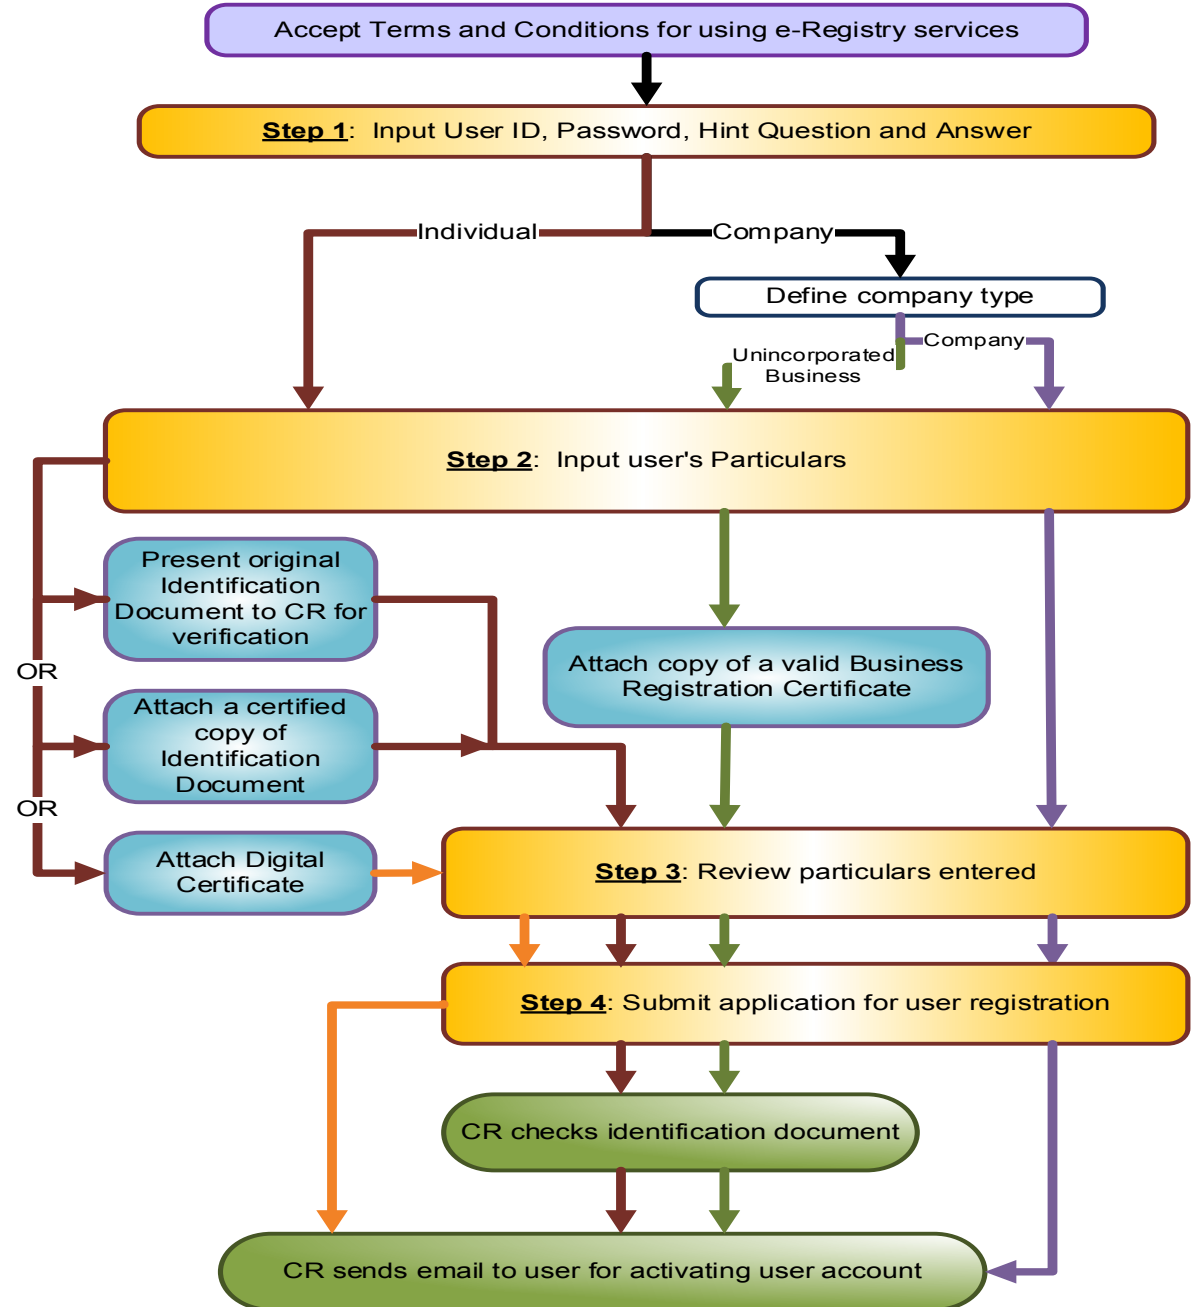 Accept Terms and Conditions for using e-Registry services
Step 1:  Input User ID, Password, Hint Question and Answer
Individual
Company
Define company type
Company
Unincorporated
Business
Step 2:  Input user's Particulars
Present original
Identification
Document to CR for
verification
OR
Attach copy of a valid Business
Registration Certificate
Attach a certified
copy of
Identification
Document
OR
Attach Digital
Certificate
Step 3: Review particulars entered
Step 4: Submit application for user registration
CR checks identification document
CR sends email to user for activating user account